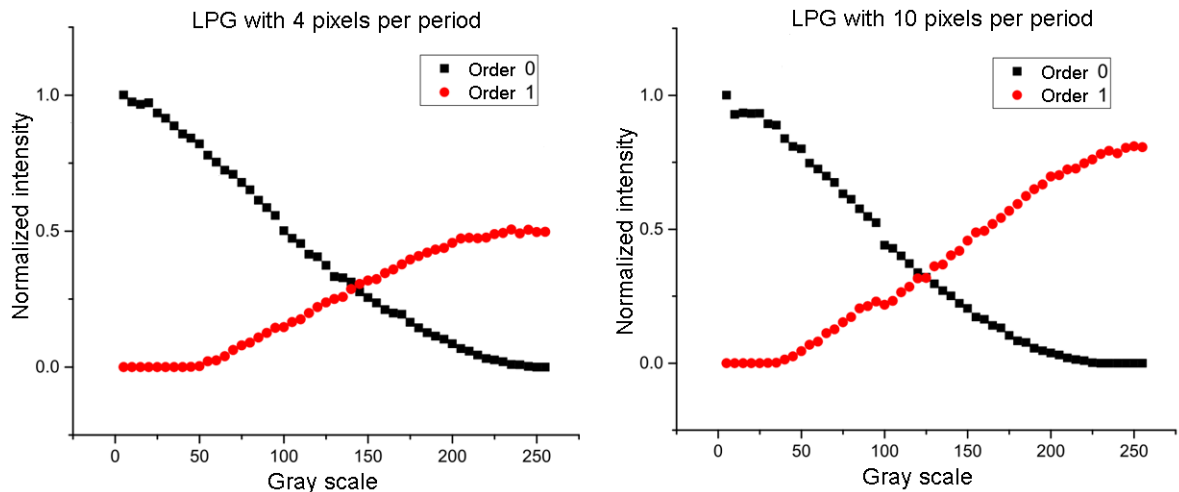 LPG with 4 pixels per period
Order 0
Order 1
1.0
0.5
0.0
Normalized intensity
0
50
100
150
200
250
Gray scale
LPG with 10 pixels per period
Order 0
Order 1
1.0
0.5
0.0
Normalized intensity
0
50
100
150
200
250
Gray scale